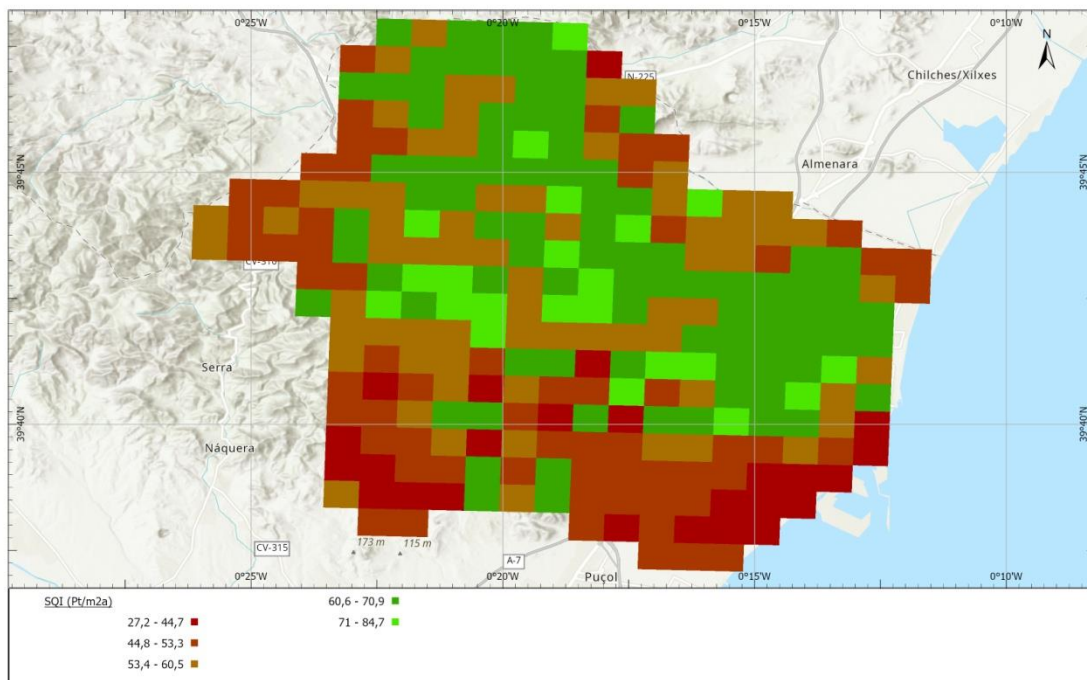 0°25'W 0°20'W 0°15'W 0°10'W
N
N-225
Chilches/Xilxes
Almenara
39°45'N 39°45'N
CV-310
Serra
39°40'N 39°40'N
Náquera
173 m 115 m
CV-315
A-7
Puçol
0°25'W 0°20'W 0°15'W 0°10'W
SQI (Pt/m2a)
27,2 - 44,7
44,8 - 53,3
53,4 - 60,5
60,6 - 70,9
71 - 84,7